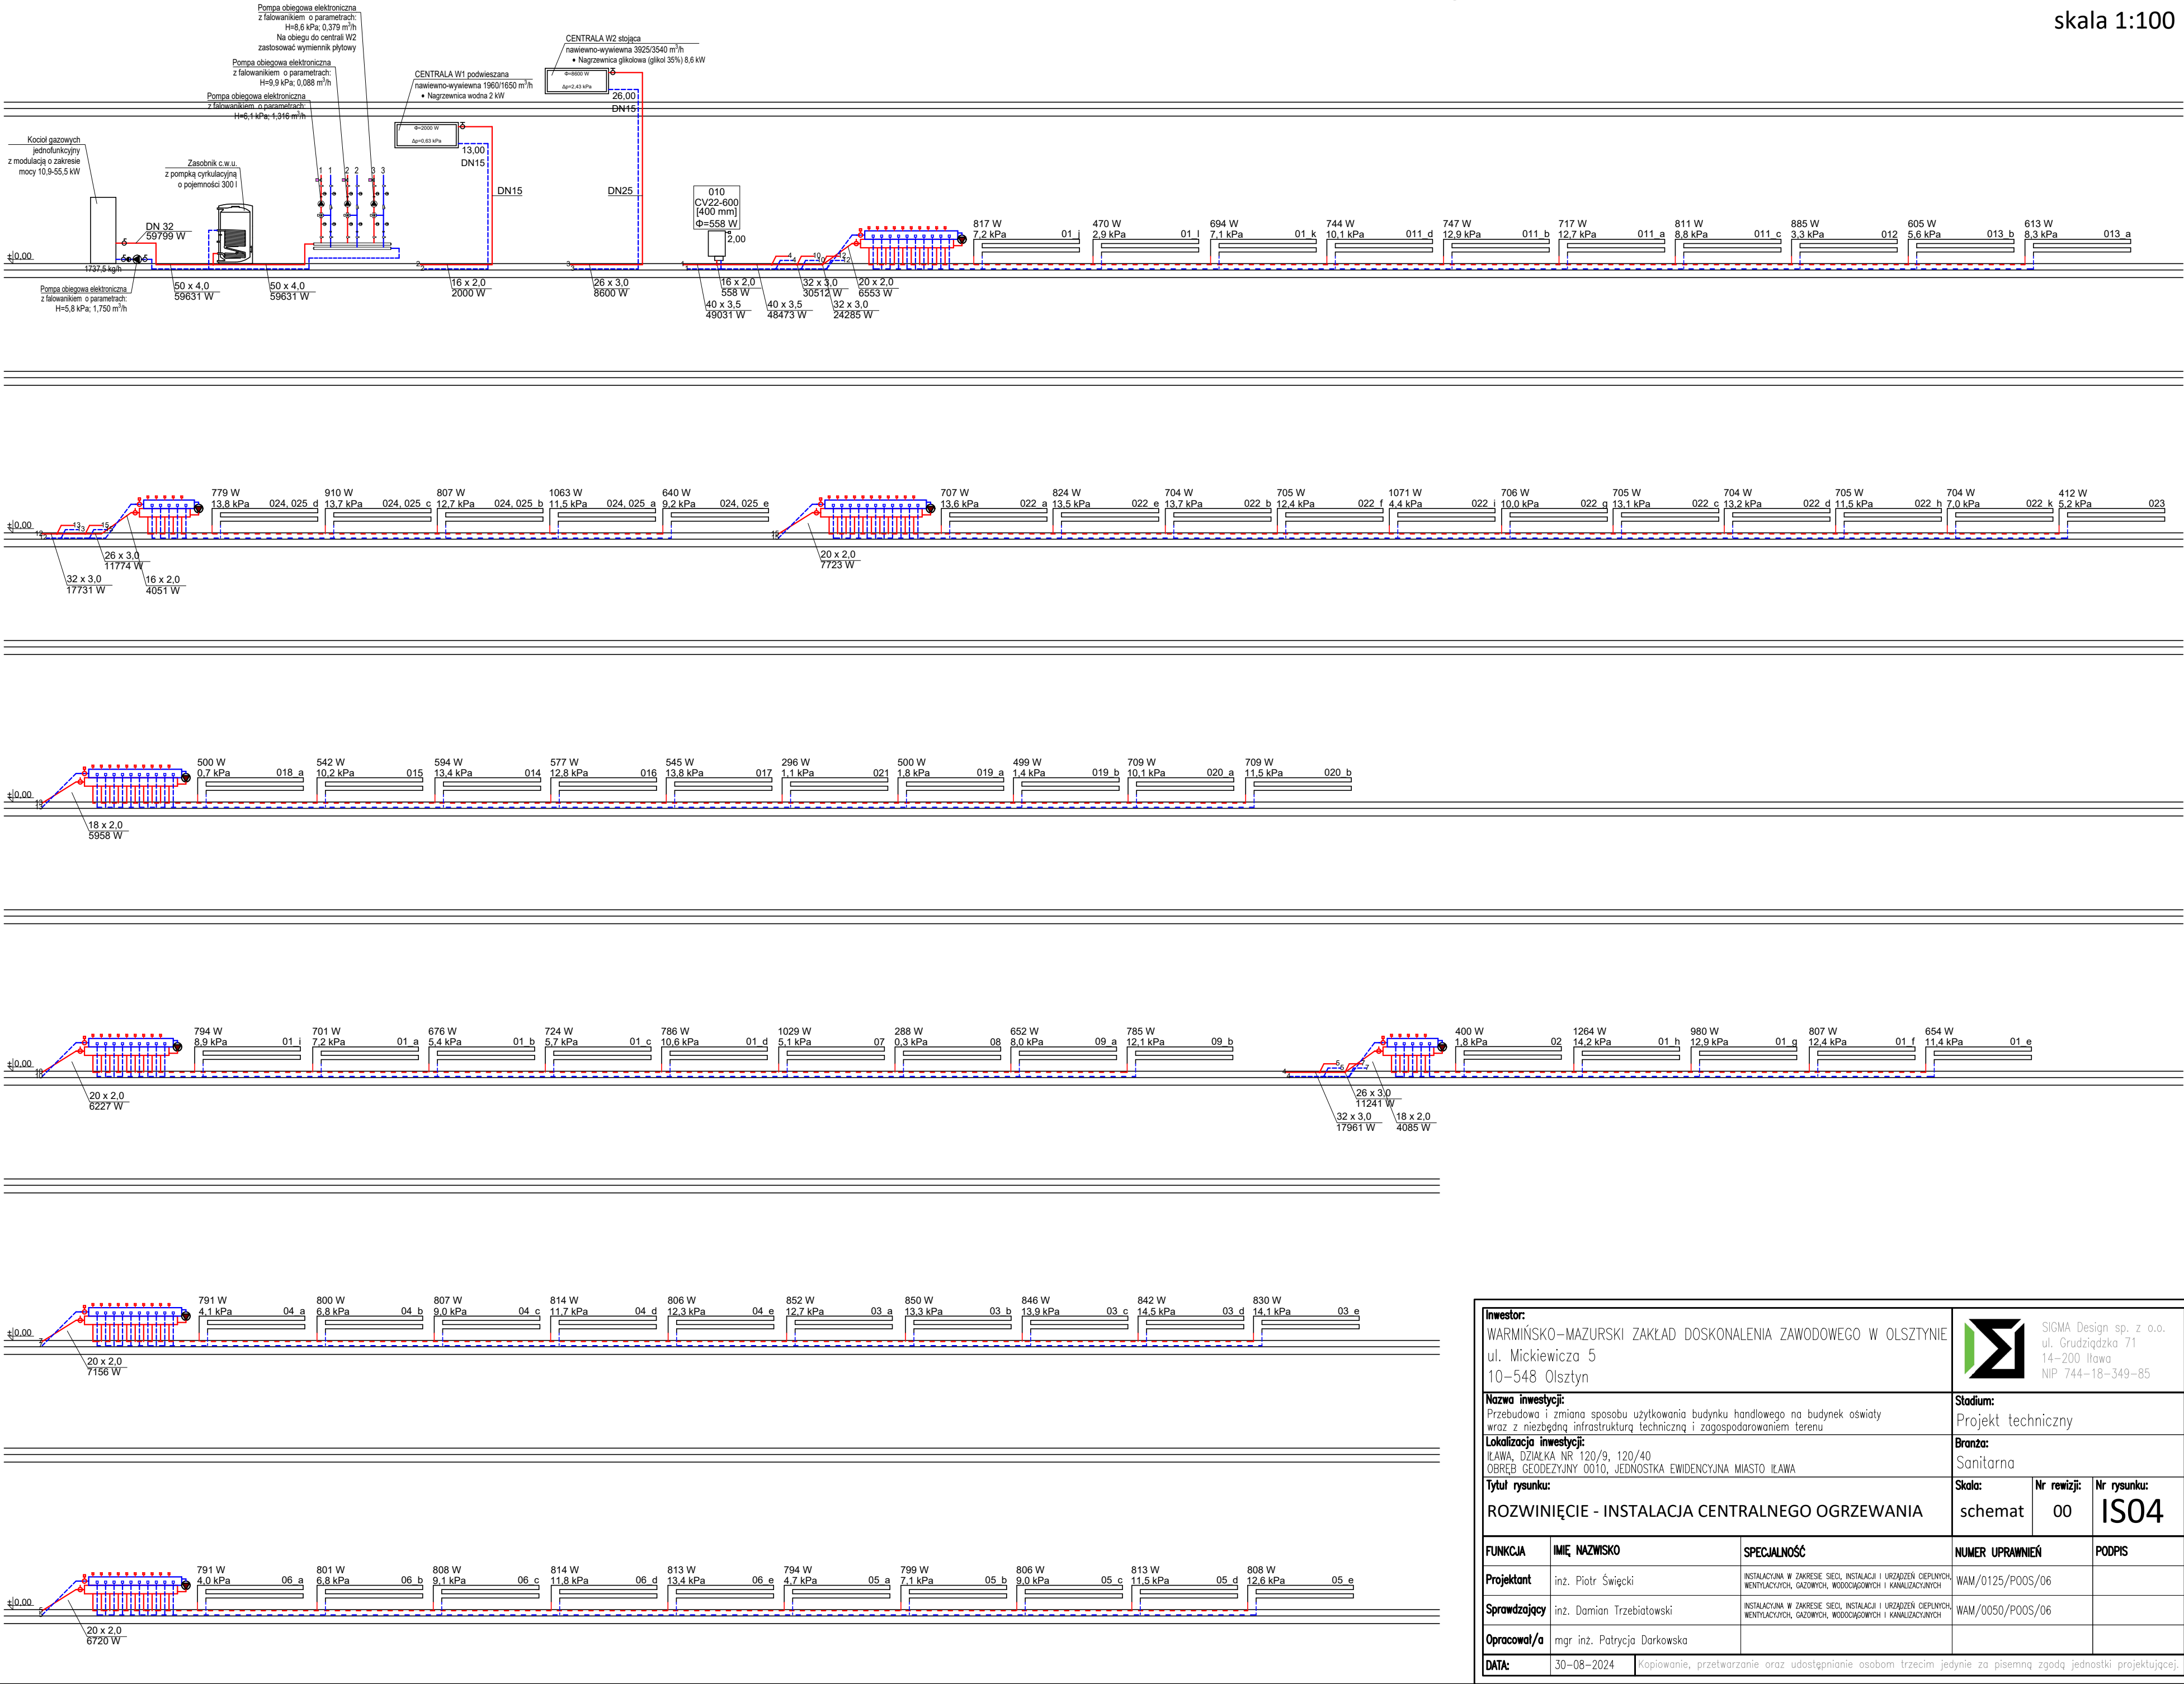 skala 1:100
Pompa obiegowa elektroniczna
z falowanikiem o parametrach:
H=8,6 kPa; 0,379 m³/h
Na obiegu do centrali W2
zastosować wymiennik płytowy
Pompa obiegowa elektroniczna
z falowanikiem o parametrach:
H=9,9 kPa; 0,088 m³/h
Pompa obiegowa elektroniczna
z falowanikiem o parametrach:
H=6,1 kPa; 1,316 m³/h
CENTRALA W1 podwieszana
nawiewno-wywiewna 1960/1650 m³/h
• Nagrzewnica wodna 2 kW
Φ=2000 W
Δp=0,63 kPa
13,00
DN15
DN15
CENTRALA W2 stojąca
nawiewno-wywiewna 3925/3540 m³/h
• Nagrzewnica glikolowa (glikol 35%) 8,6 kW
Φ=8600 W
Δp=2,43 kPa
26,00
DN15
DN25
Kocioł gazowych
jednofunkcyjny
z modulacją o zakresie
mocy 10,9-55,5 kW
Zasobnik c.w.u.
z pompką cyrkulacyjną
o pojemności 300 l
1 1 2 2 3 3
DN 32
59799 W
±0,00
1737,5 kg/h
Pompa obiegowa elektroniczna
z falowanikiem o parametrach:
H=5,8 kPa; 1,750 m³/h
50 x 4,0
59631 W
50 x 4,0
59631 W
16 x 2,0
2000 W
26 x 3,0
8600 W
010
CV22-600
[400 mm]
Φ=558 W
2,00
16 x 2,0
558 W
40 x 3,5
49031 W
40 x 3,5
48473 W
32 x 3,0
30512 W
32 x 3,0
24285 W
20 x 2,0
6553 W
817 W 470 W 694 W 744 W 747 W 717 W 811 W 885 W 605 W 613 W
7,2 kPa 01_j 2,9 kPa 01_l 7,1 kPa 01_k 10,1 kPa 011_d 12,9 kPa 011_b 12,7 kPa 011_a 8,8 kPa 011_c 3,3 kPa 012 5,6 kPa 013_b 8,3 kPa 013_a
779 W 910 W 807 W 1063 W 640 W
13,8 kPa 024, 025_d 13,7 kPa 024, 025_c 12,7 kPa 024, 025_b 11,5 kPa 024, 025_a 9,2 kPa 024, 025_e
707 W 824 W 704 W 705 W 1071 W 706 W 705 W 704 W 705 W 704 W 412 W
13,6 kPa 022_a 13,5 kPa 022_e 13,7 kPa 022_b 12,4 kPa 022_f 4,4 kPa 022_i 10,0 kPa 022_g 13,1 kPa 022_c 13,2 kPa 022_d 11,5 kPa 022_h 7,0 kPa 022_k 5,2 kPa 023
±0,00
26 x 3,0
11774 W
32 x 3,0
17731 W
16 x 2,0
4051 W
20 x 2,0
7723 W
500 W 542 W 594 W 577 W 545 W 296 W 500 W 499 W 709 W 709 W
0,7 kPa 018_a 10,2 kPa 015 13,4 kPa 014 12,8 kPa 016 13,8 kPa 017 1,1 kPa 021 1,8 kPa 019_a 1,4 kPa 019_b 10,1 kPa 020_a 11,5 kPa 020_b
±0,00
18 x 2,0
5958 W
794 W 701 W 676 W 724 W 786 W 1029 W 288 W 652 W 785 W
8,9 kPa 01_i 7,2 kPa 01_a 5,4 kPa 01_b 5,7 kPa 01_c 10,6 kPa 01_d 5,1 kPa 07 0,3 kPa 08 8,0 kPa 09_a 12,1 kPa 09_b
400 W 1264 W 980 W 807 W 654 W
1,8 kPa 02 14,2 kPa 01_h 12,9 kPa 01_g 12,4 kPa 01_f 11,4 kPa 01_e
±0,00
20 x 2,0
6227 W
26 x 3,0
11241 W
32 x 3,0
17961 W
18 x 2,0
4085 W
791 W 800 W 807 W 814 W 806 W 852 W 850 W 846 W 842 W 830 W
4,1 kPa 04_a 6,8 kPa 04_b 9,0 kPa 04_c 11,7 kPa 04_d 12,3 kPa 04_e 12,7 kPa 03_a 13,3 kPa 03_b 13,9 kPa 03_c 14,5 kPa 03_d 14,1 kPa 03_e
±0,00
20 x 2,0
7156 W
791 W 801 W 808 W 814 W 813 W 794 W 799 W 806 W 813 W 808 W
4,0 kPa 06_a 6,8 kPa 06_b 9,1 kPa 06_c 11,8 kPa 06_d 13,4 kPa 06_e 4,7 kPa 05_a 7,1 kPa 05_b 9,0 kPa 05_c 11,5 kPa 05_d 12,6 kPa 05_e
±0,00
20 x 2,0
6720 W
Inwestor:
WARMIŃSKO-MAZURSKI ZAKŁAD DOSKONALENIA ZAWODOWEGO W OLSZTYNIE
ul. Mickiewicza 5
10-548 Olsztyn
SIGMA Design sp. z o.o.
ul. Grudziądzka 71
14-200 Iława
NIP 744-18-349-85
Nazwa inwestycji:
Przebudowa i zmiana sposobu użytkowania budynku handlowego na budynek oświaty
wraz z niezbędną infrastrukturą techniczną i zagospodarowaniem terenu
Stadium:
Projekt techniczny
Lokalizacja inwestycji:
IŁAWA, DZIAŁKA NR 120/9, 120/40
OBRĘB GEODEZYJNY 0010, JEDNOSTKA EWIDENCYJNA MIASTO IŁAWA
Branża:
Sanitarna
Tytuł rysunku:
ROZWINIĘCIE - INSTALACJA CENTRALNEGO OGRZEWANIA
Skala: Nr rewizji: Nr rysunku:
schemat 00 IS04
FUNKCJA IMIĘ NAZWISKO SPECJALNOŚĆ NUMER UPRAWNIEŃ PODPIS
Projektant inż. Piotr Święcki INSTALACYJNA W ZAKRESIE SIECI, INSTALACJI I URZĄDZEŃ CIEPLNYCH, WENTYLACYJNYCH, GAZOWYCH, WODOCIĄGOWYCH I KANALIZACYJNYCH WAM/0125/POOS/06
Sprawdzający inż. Damian Trzebiatowski INSTALACYJNA W ZAKRESIE SIECI, INSTALACJI I URZĄDZEŃ CIEPLNYCH, WENTYLACYJNYCH, GAZOWYCH, WODOCIĄGOWYCH I KANALIZACYJNYCH WAM/0050/POOS/06
Opracował/a mgr inż. Patrycja Darkowska
DATA: 30-08-2024 Kopiowanie, przetwarzanie oraz udostępnianie osobom trzecim jedynie za pisemną zgodą jednostki projektującej.